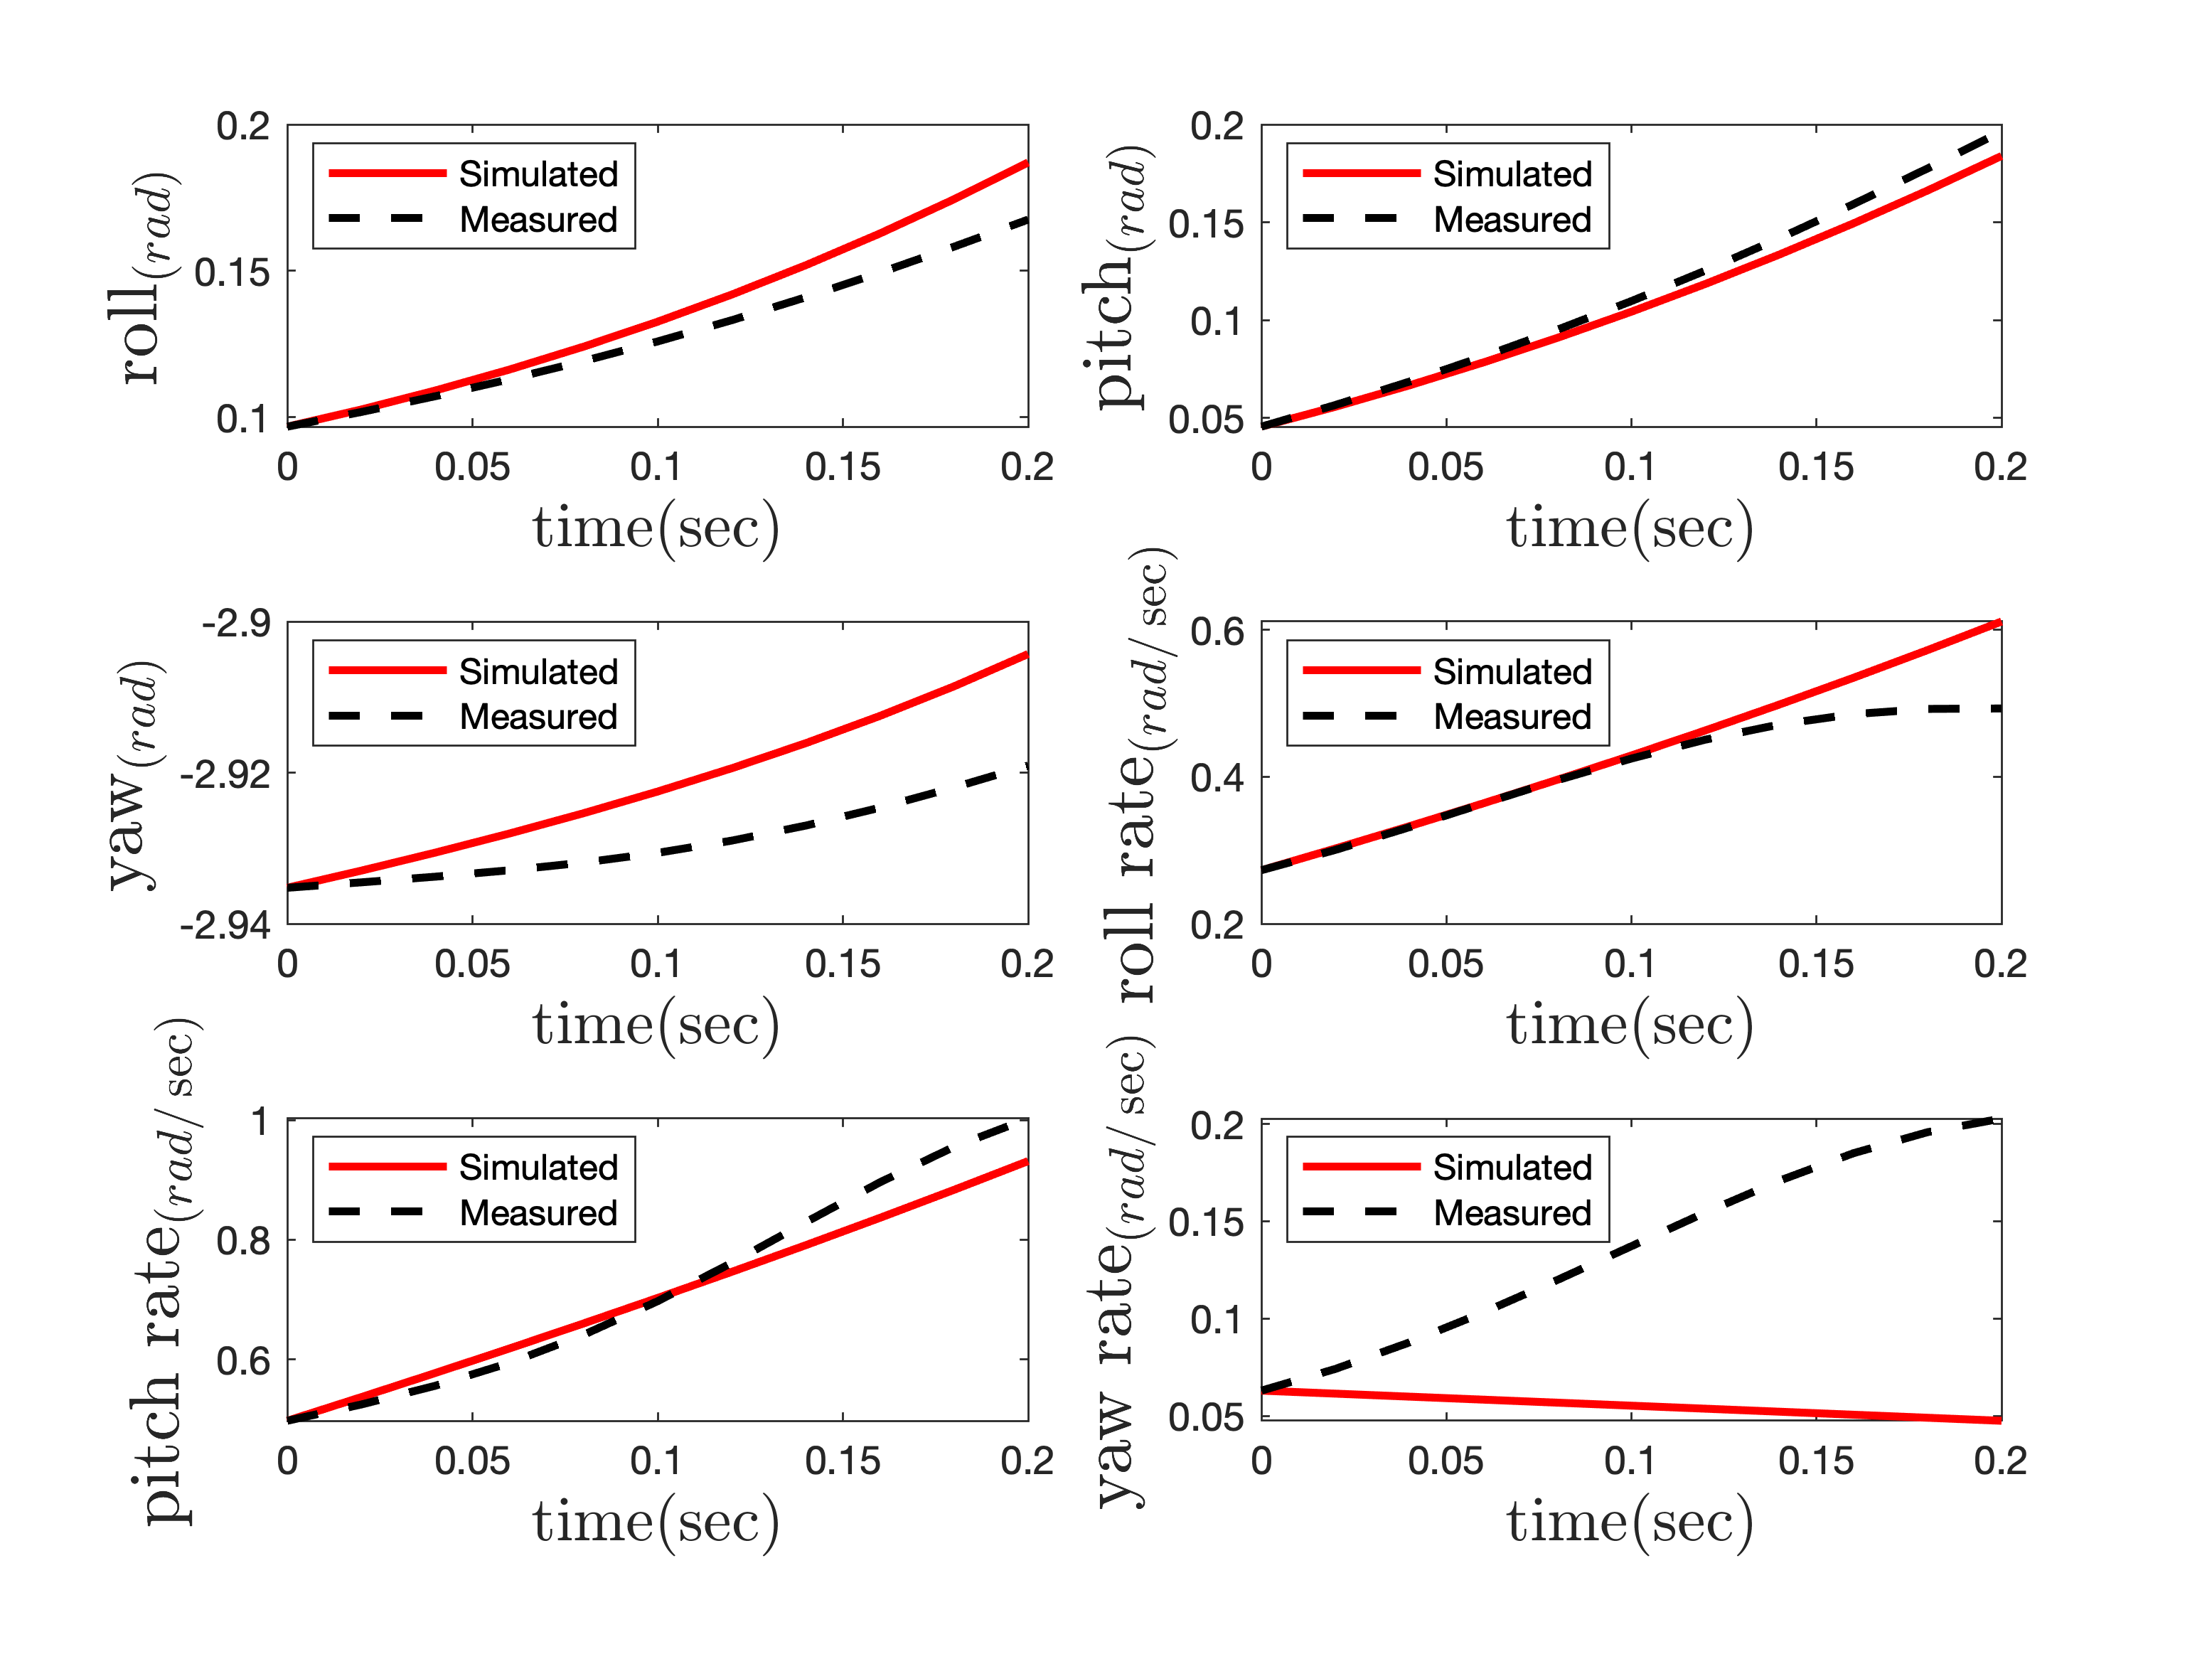 roll(rad)
0.2
0.15
0.1
Simulated
Measured
0 0.05 0.1 0.15 0.2
time(sec)
pitch(rad)
0.2
0.15
0.1
0.05
Simulated
Measured
0 0.05 0.1 0.15 0.2
time(sec)
yaw(rad)
-2.9
-2.92
-2.94
Simulated
Measured
0 0.05 0.1 0.15 0.2
time(sec)
roll rate(rad/sec)
0.6
0.4
0.2
Simulated
Measured
0 0.05 0.1 0.15 0.2
time(sec)
pitch rate(rad/sec)
1
0.8
0.6
Simulated
Measured
0 0.05 0.1 0.15 0.2
time(sec)
yaw rate(rad/sec)
0.2
0.15
0.1
0.05
Simulated
Measured
0 0.05 0.1 0.15 0.2
time(sec)